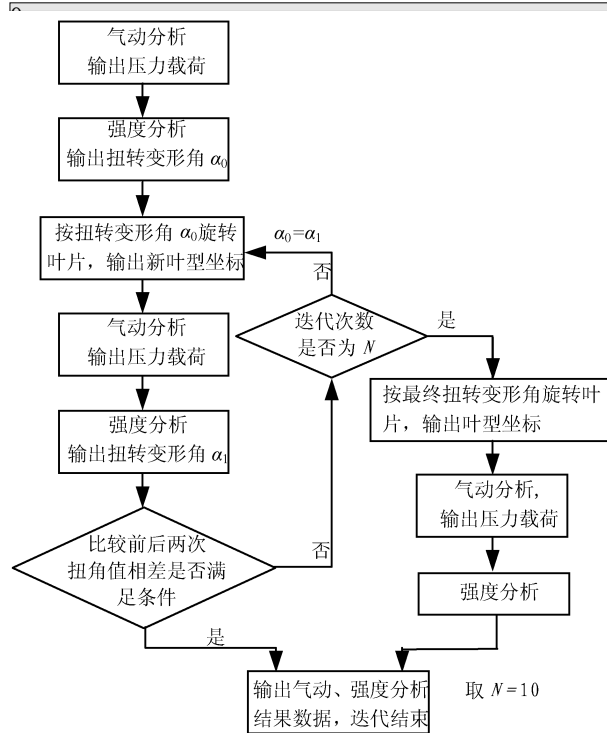 气动分析
输出压力载荷
强度分析
输出扭转变形角 α₀
按扭转变形角 α₀旋转
叶片，输出新叶型坐标
α₀=α₁
否
气动分析
输出压力载荷
迭代次数
是否为 N
是
强度分析
输出扭转变形角 α₁
按最终扭转变形角旋转叶
片，输出叶型坐标
比较前后两次
扭角值相差是否满
足条件
否
是
气动分析,
输出压力载荷
强度分析
输出气动、强度分析
结果数据，迭代结束
取 N=10